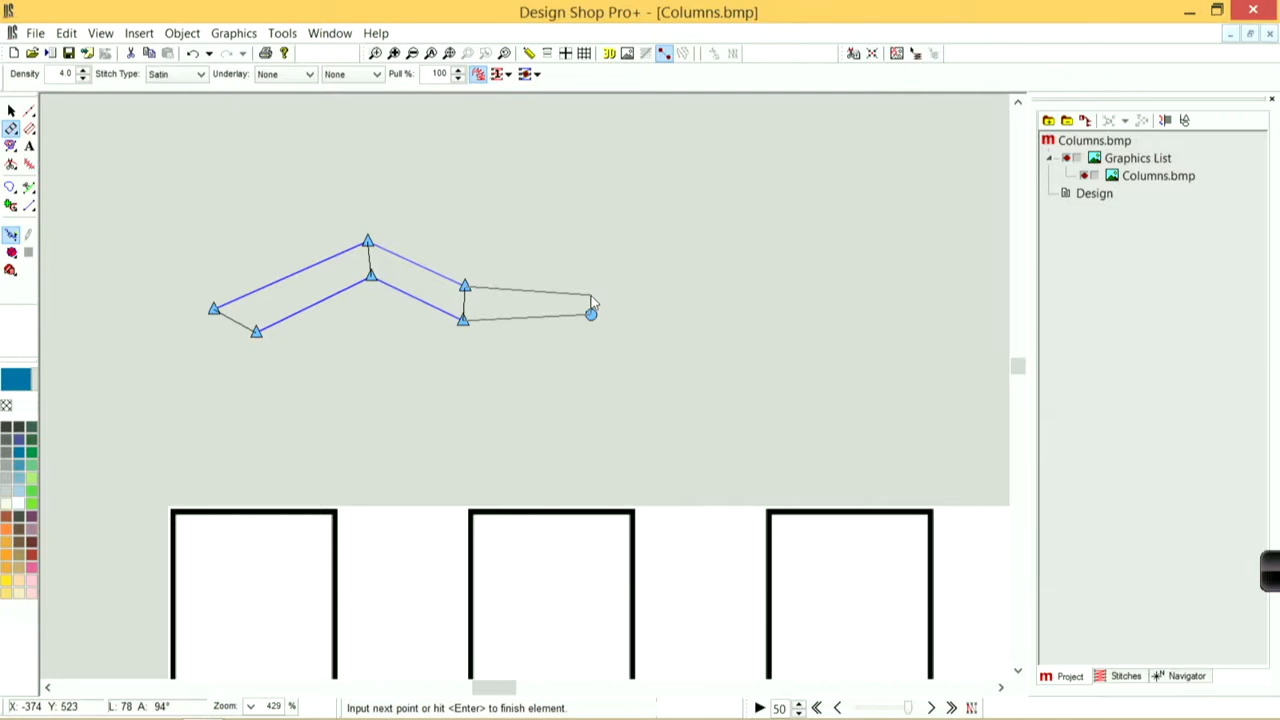 Design Shop Pro+ - [Columns.bmp]
File Edit View Insert Object Graphics Tools Window Help
3D
Density 4.0 Stitch Type: Satin Underlay: None None Pull %: 100
A
Columns.bmp
Graphics List
Columns.bmp
Design
Project Stitches Navigator
X: -374 Y: 523 L: 78 A: 94° Zoom: 429 % Input next point or hit <Enter> to finish element. 50